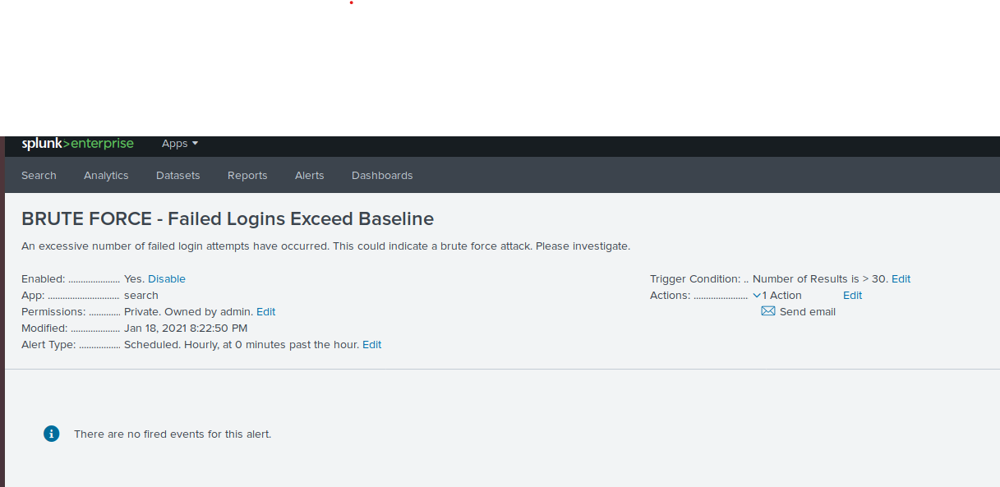 splunk>enterprise Apps
Search Analytics Datasets Reports Alerts Dashboards
BRUTE FORCE - Failed Logins Exceed Baseline
An excessive number of failed login attempts have occurred. This could indicate a brute force attack. Please investigate.
Enabled: ..................... Yes. Disable
App: ............................. search
Permissions: ............. Private. Owned by admin. Edit
Modified: .................... Jan 18, 2021 8:22:50 PM
Alert Type: ................. Scheduled. Hourly, at 0 minutes past the hour. Edit
Trigger Condition: .. Number of Results is > 30. Edit
Actions: ...................... 1 Action Edit
Send email
There are no fired events for this alert.